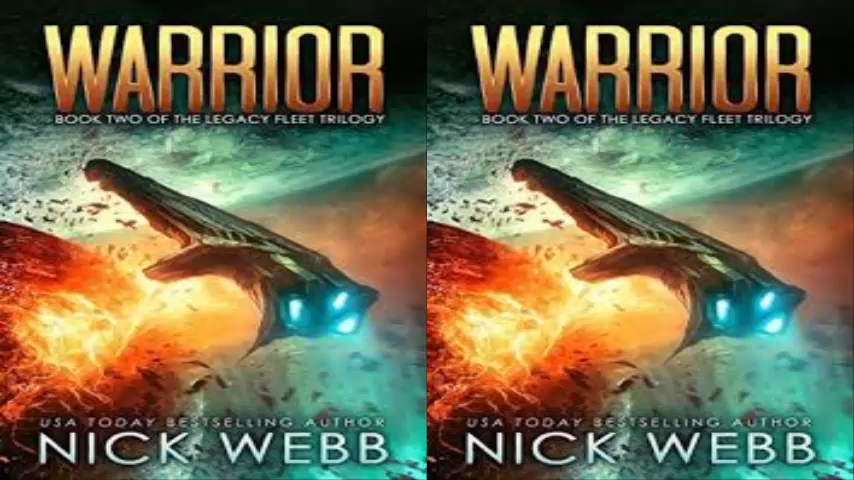 WARRIOR
BOOK TWO OF THE LEGACY FLEET TRILOGY
USA TODAY BESTSELLING AUTHOR
NICK WEBB
WARRIOR
BOOK TWO OF THE LEGACY FLEET TRILOGY
USA TODAY BESTSELLING AUTHOR
NICK WEBB